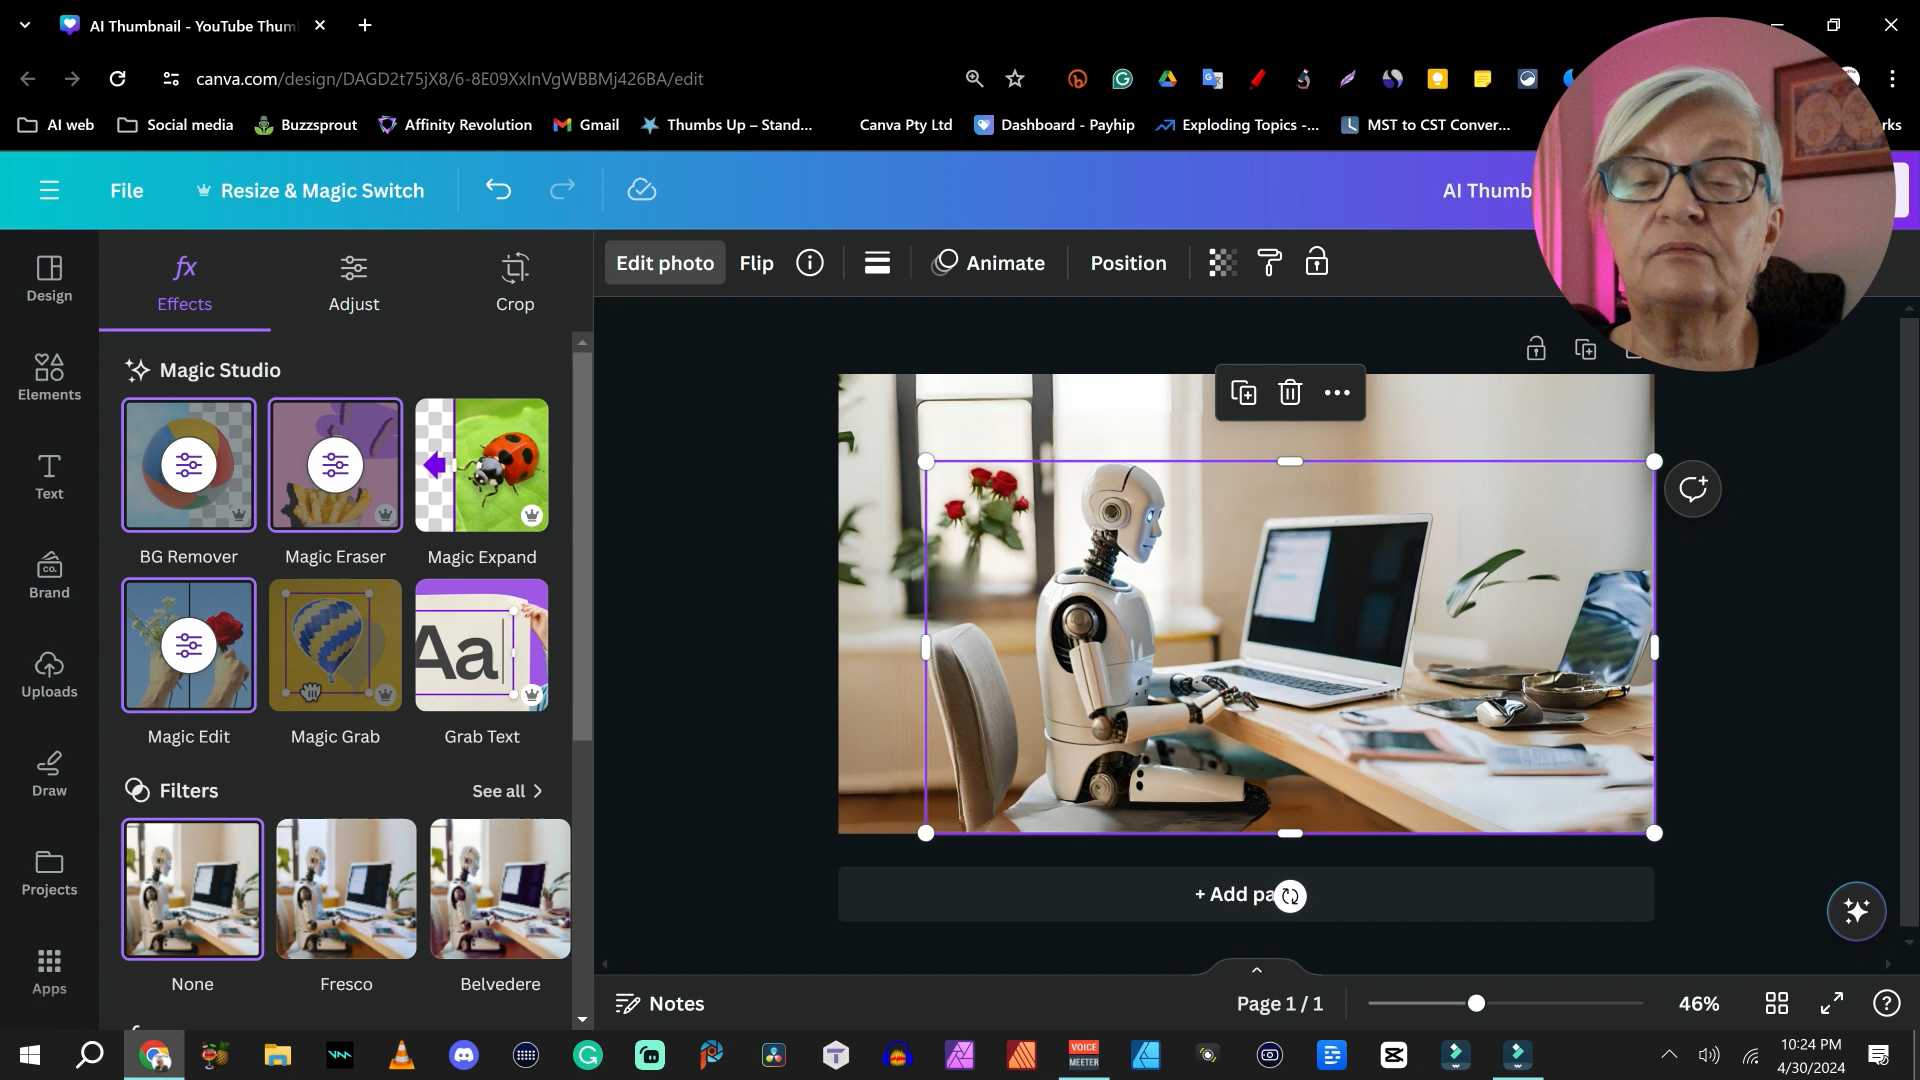 AI Thumbnail - YouTube Thum
canva.com/design/DAGD2t75jX8/6-8E09XxInVgWBBMj426BA/edit
AI web
Social media
Buzzsprout
Affinity Revolution
Gmail
Thumbs Up – Stand...
Canva Pty Ltd
Dashboard - Payhip
Exploding Topics -...
MST to CST Conver...
rks
File
Resize & Magic Switch
AI Thumb
Design
Elements
Text
Brand
Uploads
Draw
Projects
Apps
Effects
Adjust
Crop
Edit photo
Flip
Animate
Position
Magic Studio
BG Remover
Magic Eraser
Magic Expand
Aa
Magic Edit
Magic Grab
Grab Text
Filters
See all
None
Fresco
Belvedere
+ Add pa
Notes
Page 1 / 1
46%
VOICE
MEETER
10:24 PM
4/30/2024